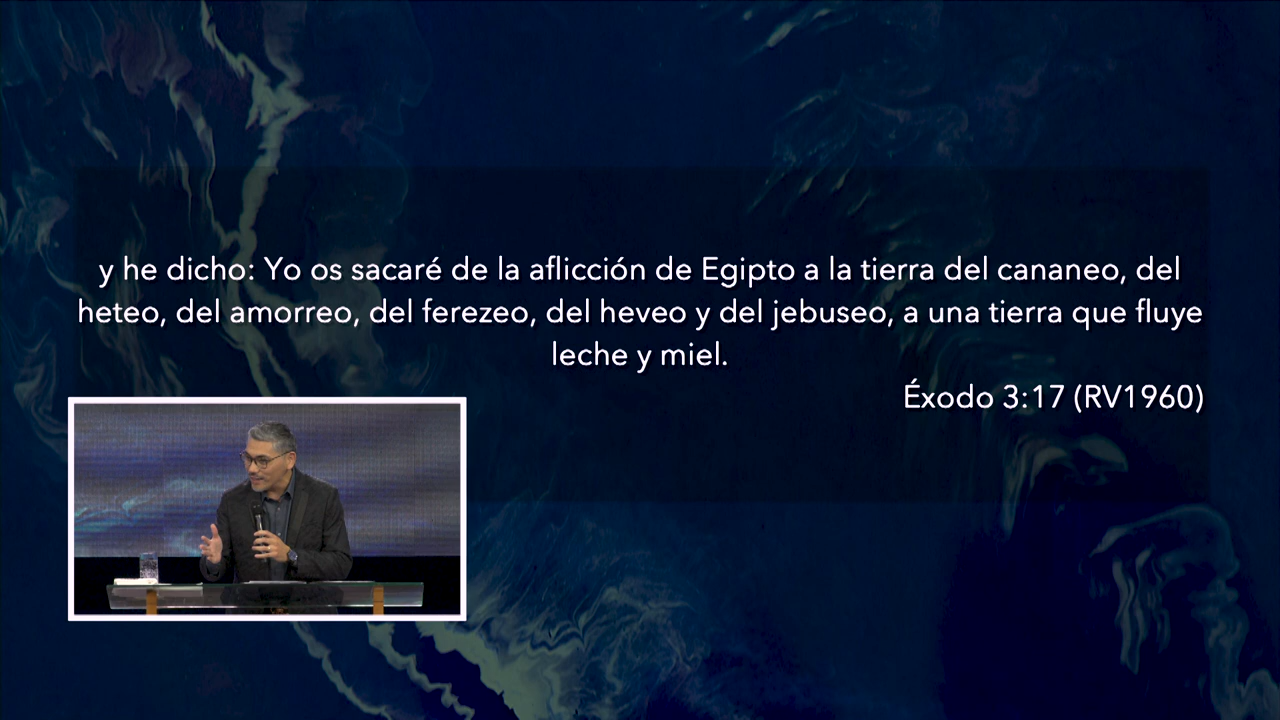 y he dicho: Yo os sacaré de la aflicción de Egipto a la tierra del cananeo, del
heteo, del amorreo, del ferezeo, del heveo y del jebuseo, a una tierra que fluye
leche y miel.
Éxodo 3:17 (RV1960)